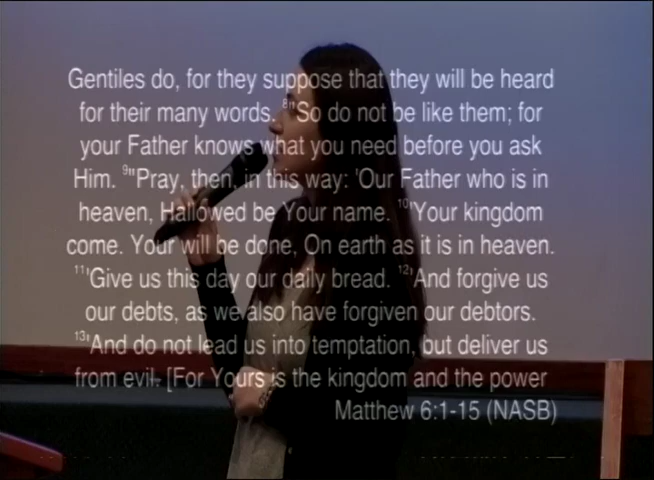 Gentiles do, for they suppose that they will be heard
for their many words. ⁸"So do not be like them; for
your Father knows what you need before you ask
Him. ⁹"Pray, then, in this way: 'Our Father who is in
heaven, Hallowed be Your name. ¹⁰'Your kingdom
come. Your will be done, On earth as it is in heaven.
¹¹'Give us this day our daily bread. ¹²'And forgive us
our debts, as we also have forgiven our debtors.
¹³'And do not lead us into temptation, but deliver us
from evil. [For Yours is the kingdom and the power
Matthew 6:1-15 (NASB)